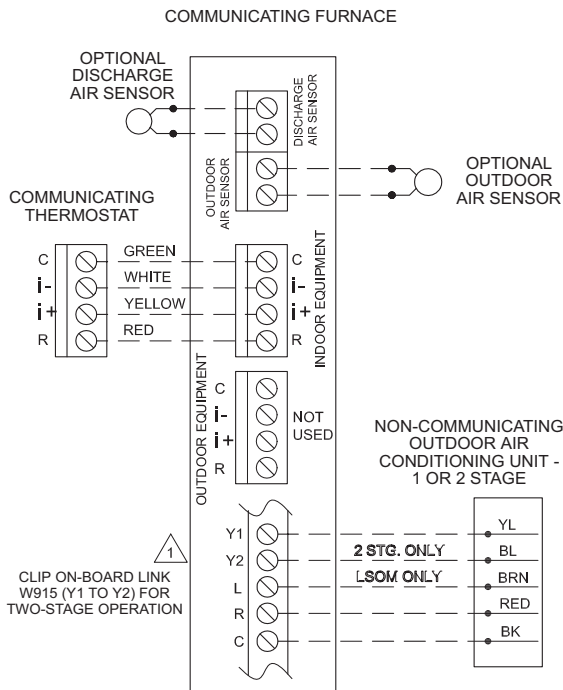 COMMUNICATING FURNACE
OPTIONAL
DISCHARGE
AIR SENSOR
DISCHARGE
AIR SENSOR
OUTDOOR
AIR SENSOR
OPTIONAL
OUTDOOR
AIR SENSOR
COMMUNICATING
THERMOSTAT
C
i-
i+
R
GREEN
WHITE
YELLOW
RED
C
i-
i+
R
INDOOR EQUIPMENT
OUTDOOR EQUIPMENT
C
i-
i+
R
NOT
USED
NON-COMMUNICATING
OUTDOOR AIR
CONDITIONING UNIT -
1 OR 2 STAGE
1
CLIP ON-BOARD LINK
W915 (Y1 TO Y2) FOR
TWO-STAGE OPERATION
Y1
Y2
L
R
C
2 STG. ONLY
LSOM ONLY
YL
BL
BRN
RED
BK